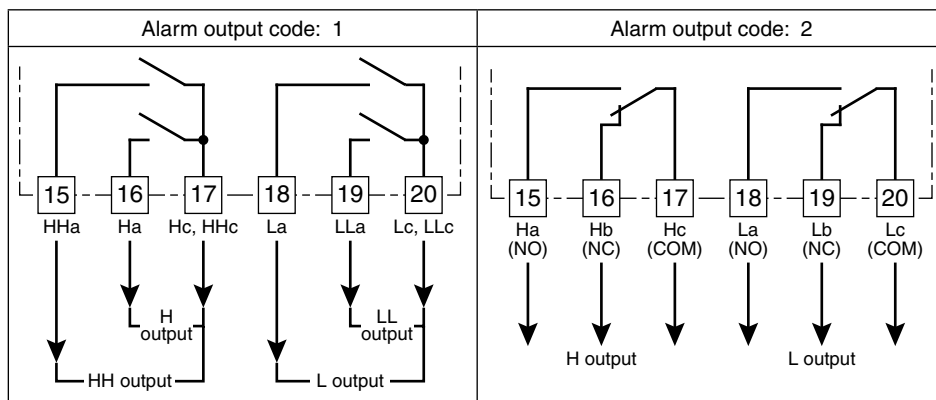 Alarm output code: 1
Alarm output code: 2
15 16 17 18 19 20
HHa Ha Hc, HHc La LLa Lc, LLc
H
output
LL
output
HH output
L output
15 16 17 18 19 20
Ha Hb Hc La Lb Lc
(NO) (NC) (COM) (NO) (NC) (COM)
H output
L output